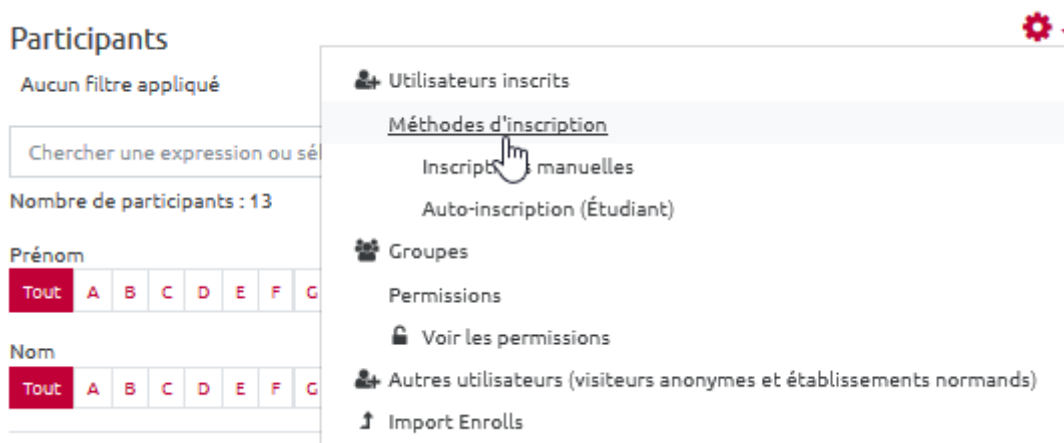 Participants
Aucun filtre appliqué
Chercher une expression ou sél
Nombre de participants : 13
Prénom
Tout A B C D E F G
Nom
Tout A B C D E F G
Utilisateurs inscrits
Méthodes d'inscription
manuelles
Auto-inscription (Étudiant)
Groupes
Permissions
Voir les permissions
Autres utilisateurs (visiteurs anonymes et établissements normands)
Import Enrolls